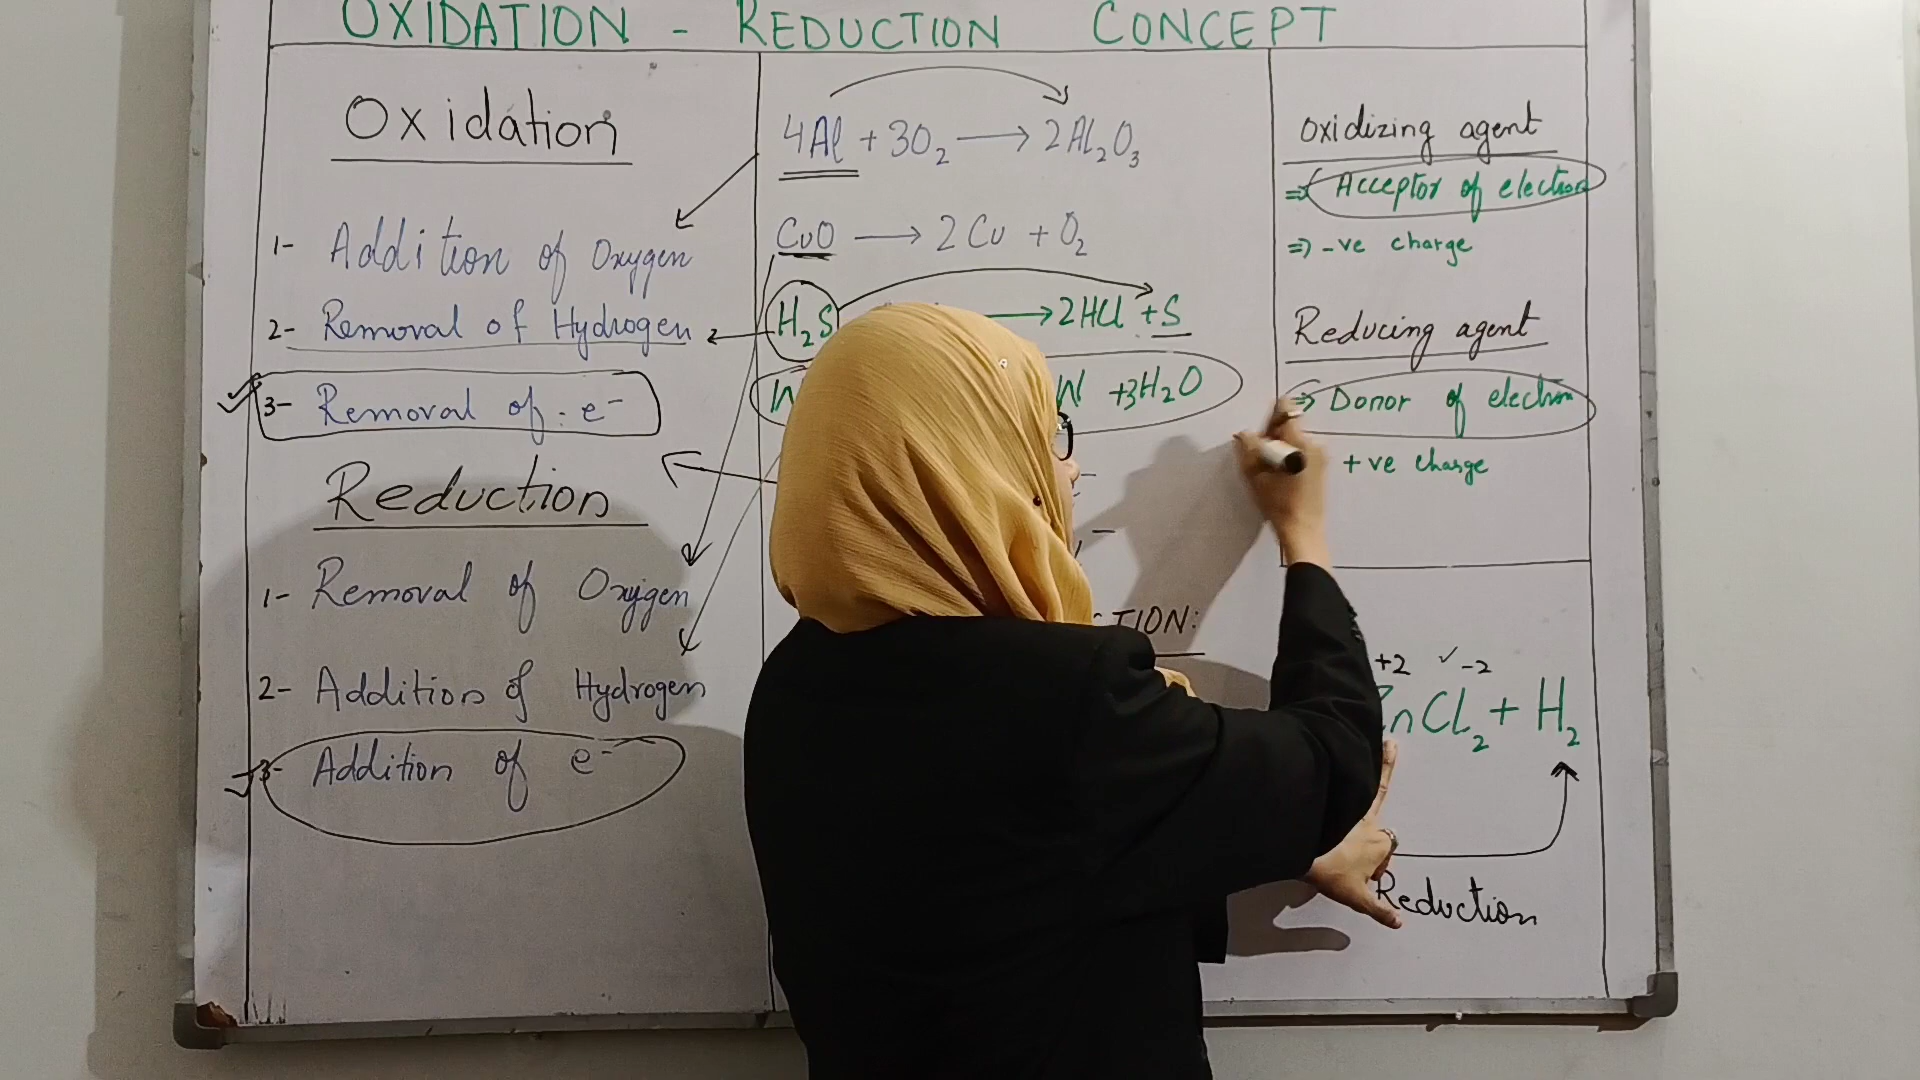 OXIDATION - REDUCTION CONCEPT
Oxidation
1- Addition of Oxygen
2- Removal of Hydrogen
3- Removal of e⁻
Reduction
1- Removal of Oxygen
2- Addition of Hydrogen
3- Addition of e⁻
4Al + 3O₂ → 2Al₂O₃
CuO → 2Cu + O₂
H₂S → 2HCl + S
W W +3H₂O
TION:
Oxidizing agent
⇒ Acceptor of electron
⇒ -ve charge
Reducing agent
⇒ Donor of electron
+ve charge
+2 ✓ -2
ZnCl₂ + H₂
Reduction